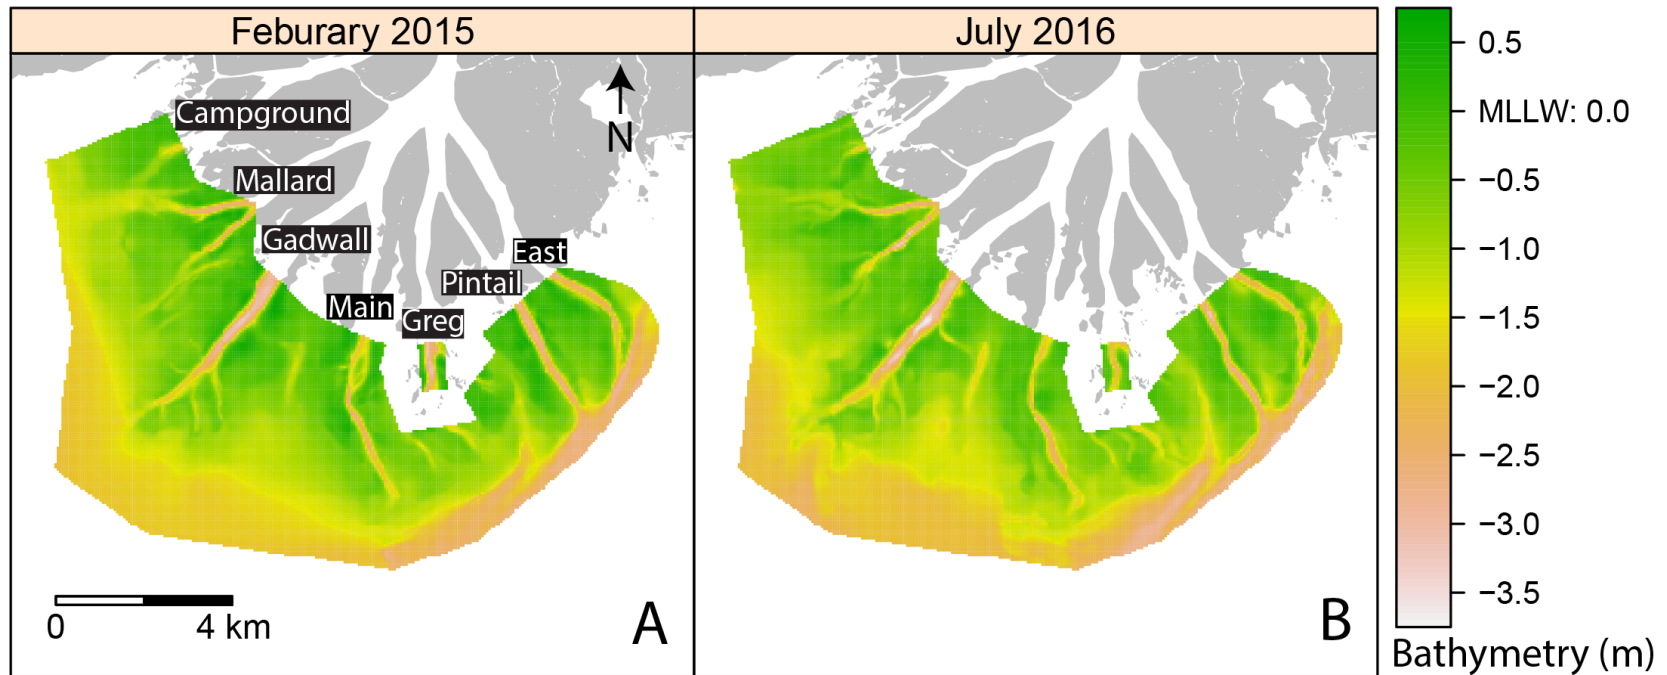 Feburary 2015
July 2016
Campground
Mallard
Gadwall
Main
Greg
Pintail
East
N
0
4 km
A
B
0.5
MLLW: 0.0
−0.5
−1.0
−1.5
−2.0
−2.5
−3.0
−3.5
Bathymetry (m)